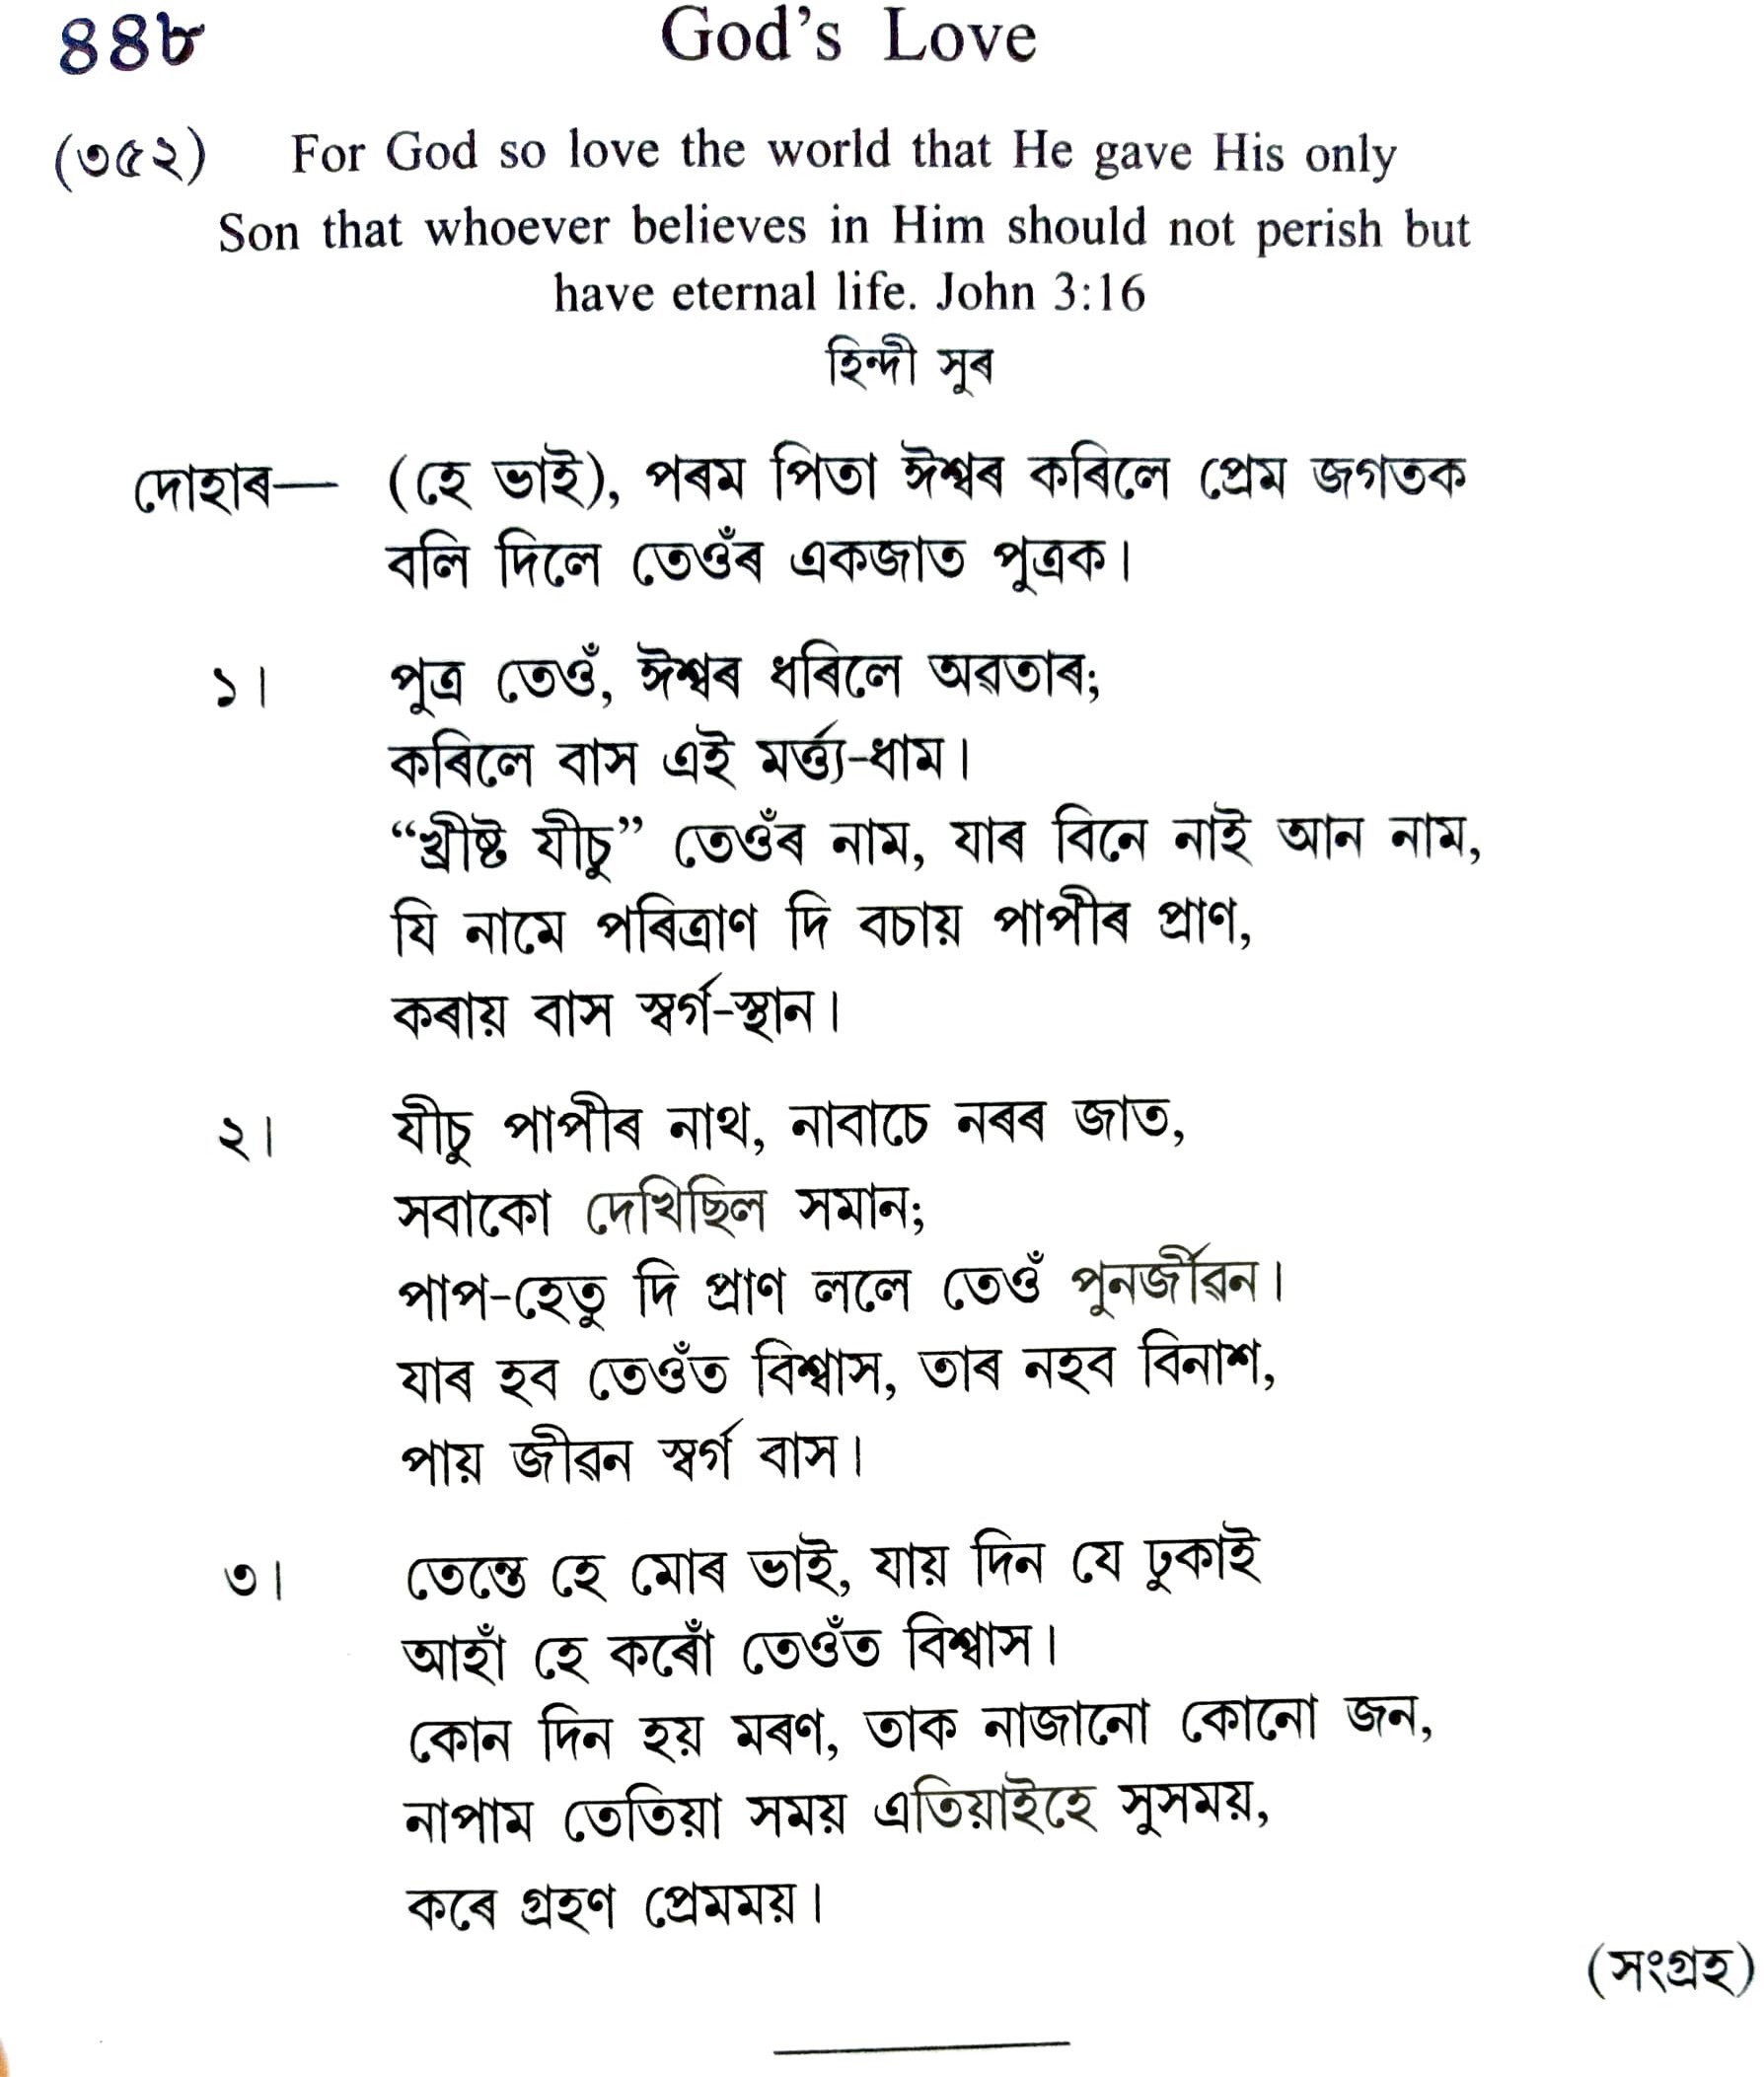 ৪৪৮
God's Love
(৩৫২) For God so love the world that He gave His only
Son that whoever believes in Him should not perish but
have eternal life. John 3:16
হিন্দী সুৰ
দোহাৰ— (হে ভাই), পৰম পিতা ঈশ্বৰ কৰিলে প্ৰেম জগতক
বলি দিলে তেওঁৰ একজাত পুত্ৰক।
১। পুত্ৰ তেওঁ, ঈশ্বৰ ধৰিলে অৱতাৰ;
কৰিলে বাস এই মৰ্ত্ত্য-ধাম।
“খ্ৰীষ্ট যীচু” তেওঁৰ নাম, যাৰ বিনে নাই আন নাম,
যি নামে পৰিত্ৰাণ দি বচায় পাপীৰ প্ৰাণ,
কৰায় বাস স্বৰ্গ-স্থান।
২। যীচু পাপীৰ নাথ, নাবাচে নৰৰ জাত,
সবাকো দেখিছিল সমান;
পাপ-হেতু দি প্ৰাণ ললে তেওঁ পুনৰ্জীৱন।
যাৰ হব তেওঁত বিশ্বাস, তাৰ নহব বিনাশ,
পায় জীৱন স্বৰ্গ বাস।
৩। তেন্তে হে মোৰ ভাই, যায় দিন যে ঢুকাই
আহাঁ হে কৰোঁ তেওঁত বিশ্বাস।
কোন দিন হয় মৰণ, তাক নাজানো কোনো জন,
নাপাম তেতিয়া সময় এতিয়াইহে সুসময়,
কৰে গ্ৰহণ প্ৰেমময়।
(সংগ্ৰহ)